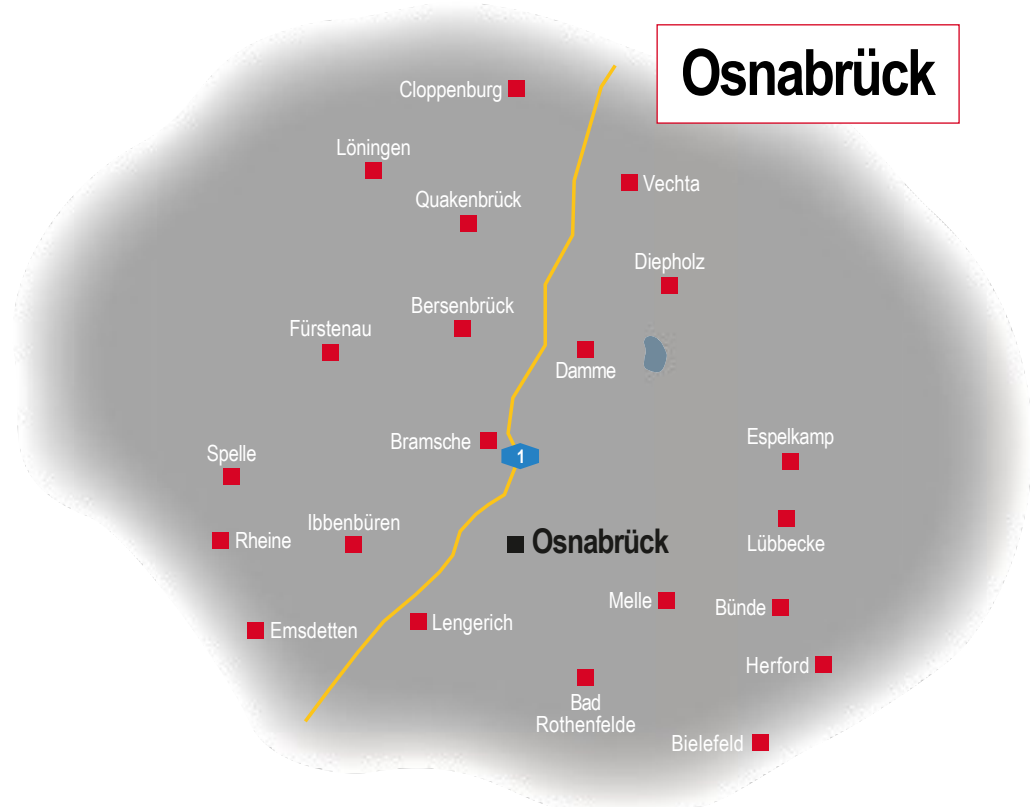 Osnabrück
Cloppenburg
Löningen
Vechta
Quakenbrück
Diepholz
Bersenbrück
Fürstenau
Damme
Bramsche
Espelkamp
1
Spelle
Ibbenbüren
Rheine
Osnabrück
Lübbecke
Melle
Bünde
Emsdetten
Lengerich
Herford
Bad
Rothenfelde
Bielefeld